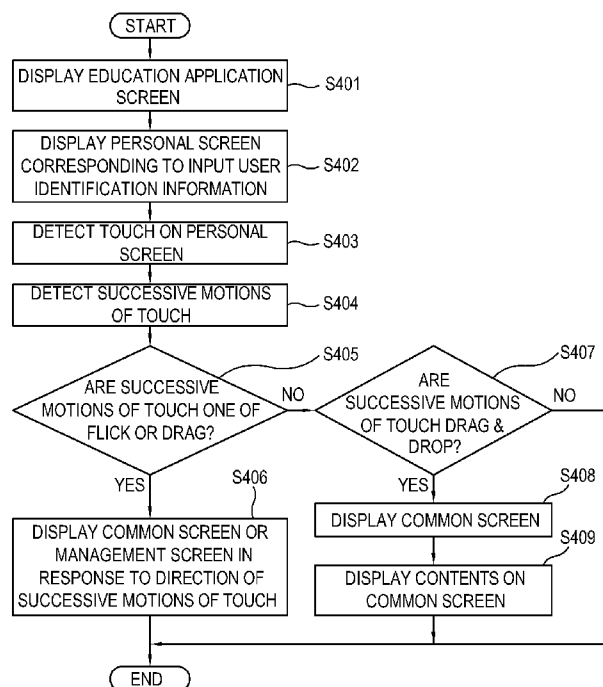 START
DISPLAY EDUCATION APPLICATION
SCREEN
S401
DISPLAY PERSONAL SCREEN
CORRESPONDING TO INPUT USER
IDENTIFICATION INFORMATION
S402
DETECT TOUCH ON PERSONAL
SCREEN
S403
DETECT SUCCESSIVE MOTIONS
OF TOUCH
S404
S405
ARE SUCCESSIVE
MOTIONS OF TOUCH ONE OF
FLICK OR DRAG?
NO
YES
S407
ARE
SUCCESSIVE MOTIONS
OF TOUCH DRAG &
DROP?
NO
YES
S406
DISPLAY COMMON SCREEN OR
MANAGEMENT SCREEN IN
RESPONSE TO DIRECTION OF
SUCCESSIVE MOTIONS OF TOUCH
S408
DISPLAY COMMON SCREEN
S409
DISPLAY CONTENTS ON
COMMON SCREEN
END